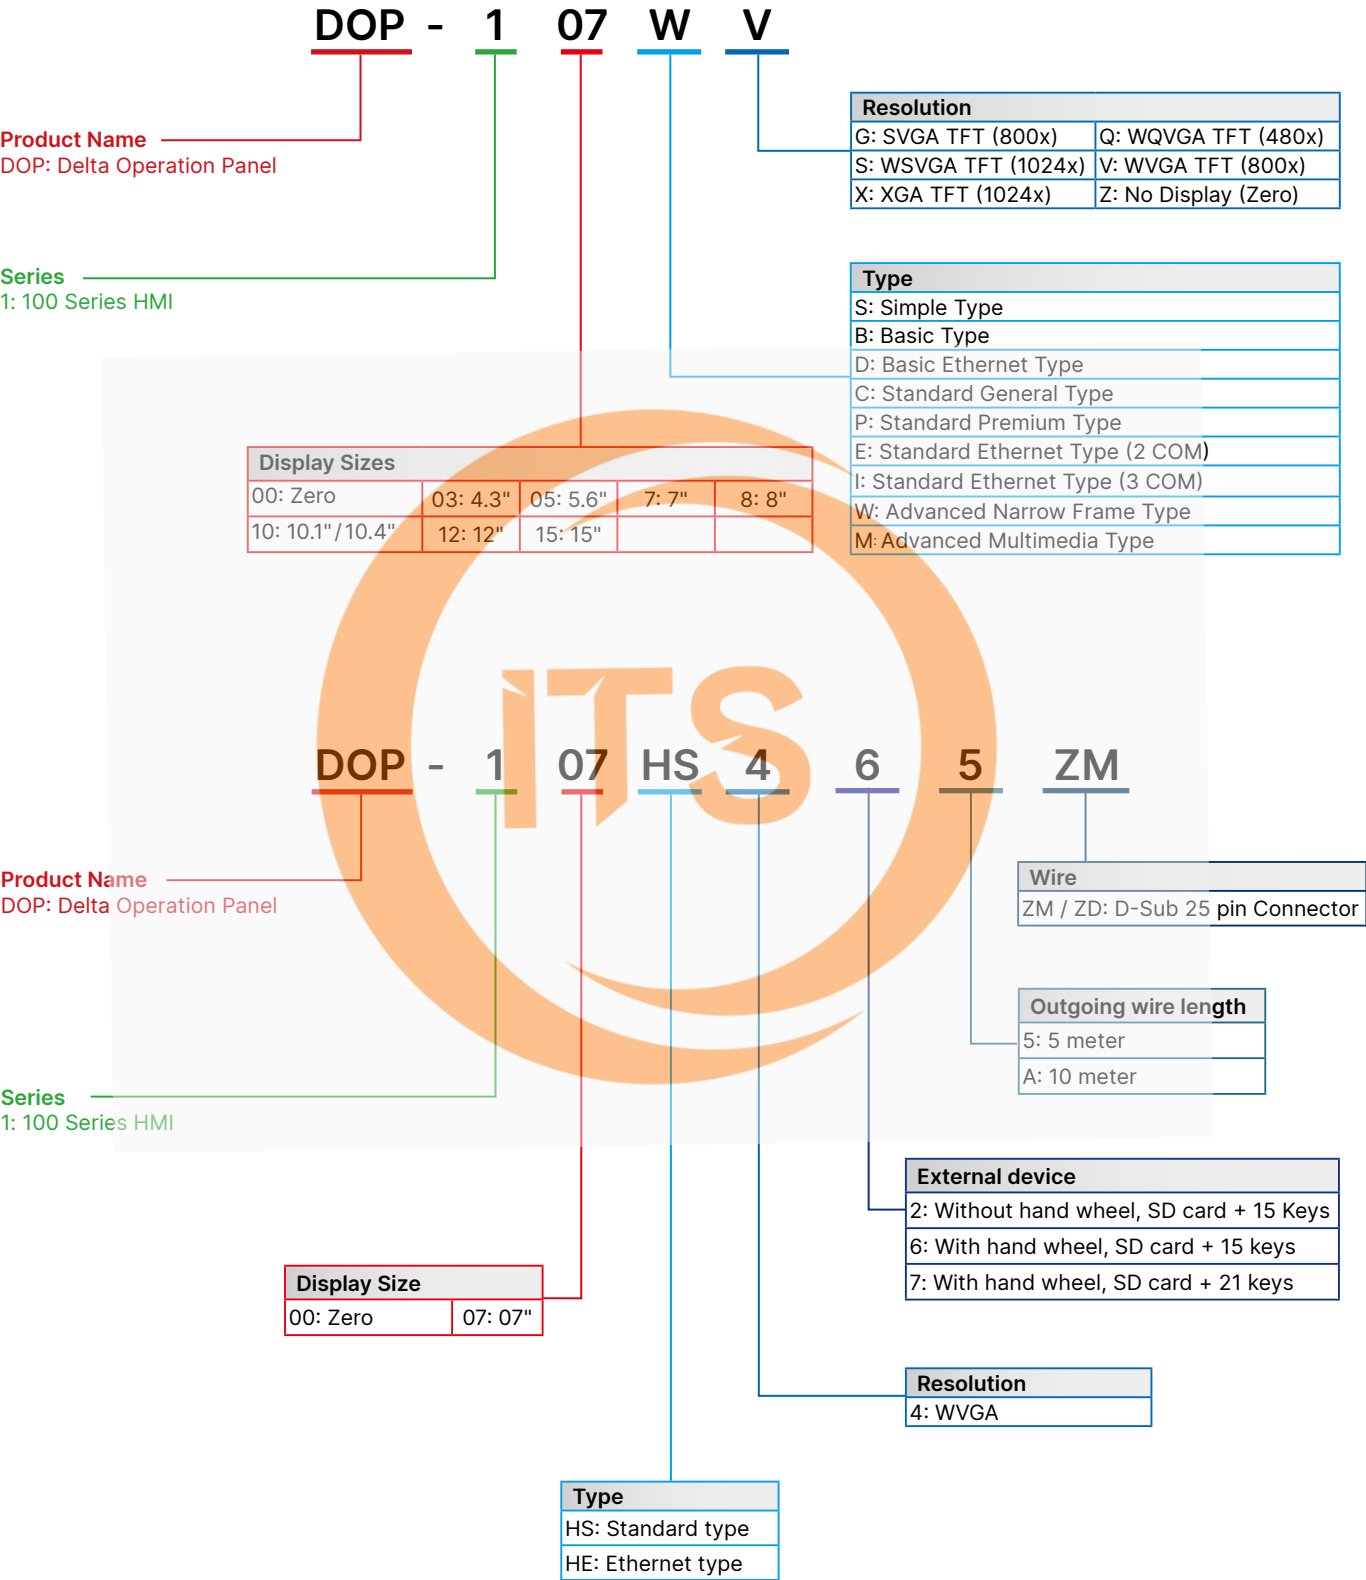 DOP - 1 07 W V
Resolution
G: SVGA TFT (800x) Q: WQVGA TFT (480x)
S: WSVGA TFT (1024x) V: WVGA TFT (800x)
X: XGA TFT (1024x) Z: No Display (Zero)
Product Name
DOP: Delta Operation Panel
Series
1: 100 Series HMI
Type
S: Simple Type
B: Basic Type
D: Basic Ethernet Type
C: Standard General Type
P: Standard Premium Type
E: Standard Ethernet Type (2 COM)
I: Standard Ethernet Type (3 COM)
W: Advanced Narrow Frame Type
M: Advanced Multimedia Type
Display Sizes
00: Zero 03: 4.3" 05: 5.6" 7: 7" 8: 8"
10: 10.1"/10.4" 12: 12" 15: 15"
ITS
DOP - 1 07 HS 4 6 5 ZM
Product Name
DOP: Delta Operation Panel
Wire
ZM / ZD: D-Sub 25 pin Connector
Outgoing wire length
5: 5 meter
A: 10 meter
Series
1: 100 Series HMI
External device
2: Without hand wheel, SD card + 15 Keys
6: With hand wheel, SD card + 15 keys
7: With hand wheel, SD card + 21 keys
Display Size
00: Zero 07: 07"
Resolution
4: WVGA
Type
HS: Standard type
HE: Ethernet type